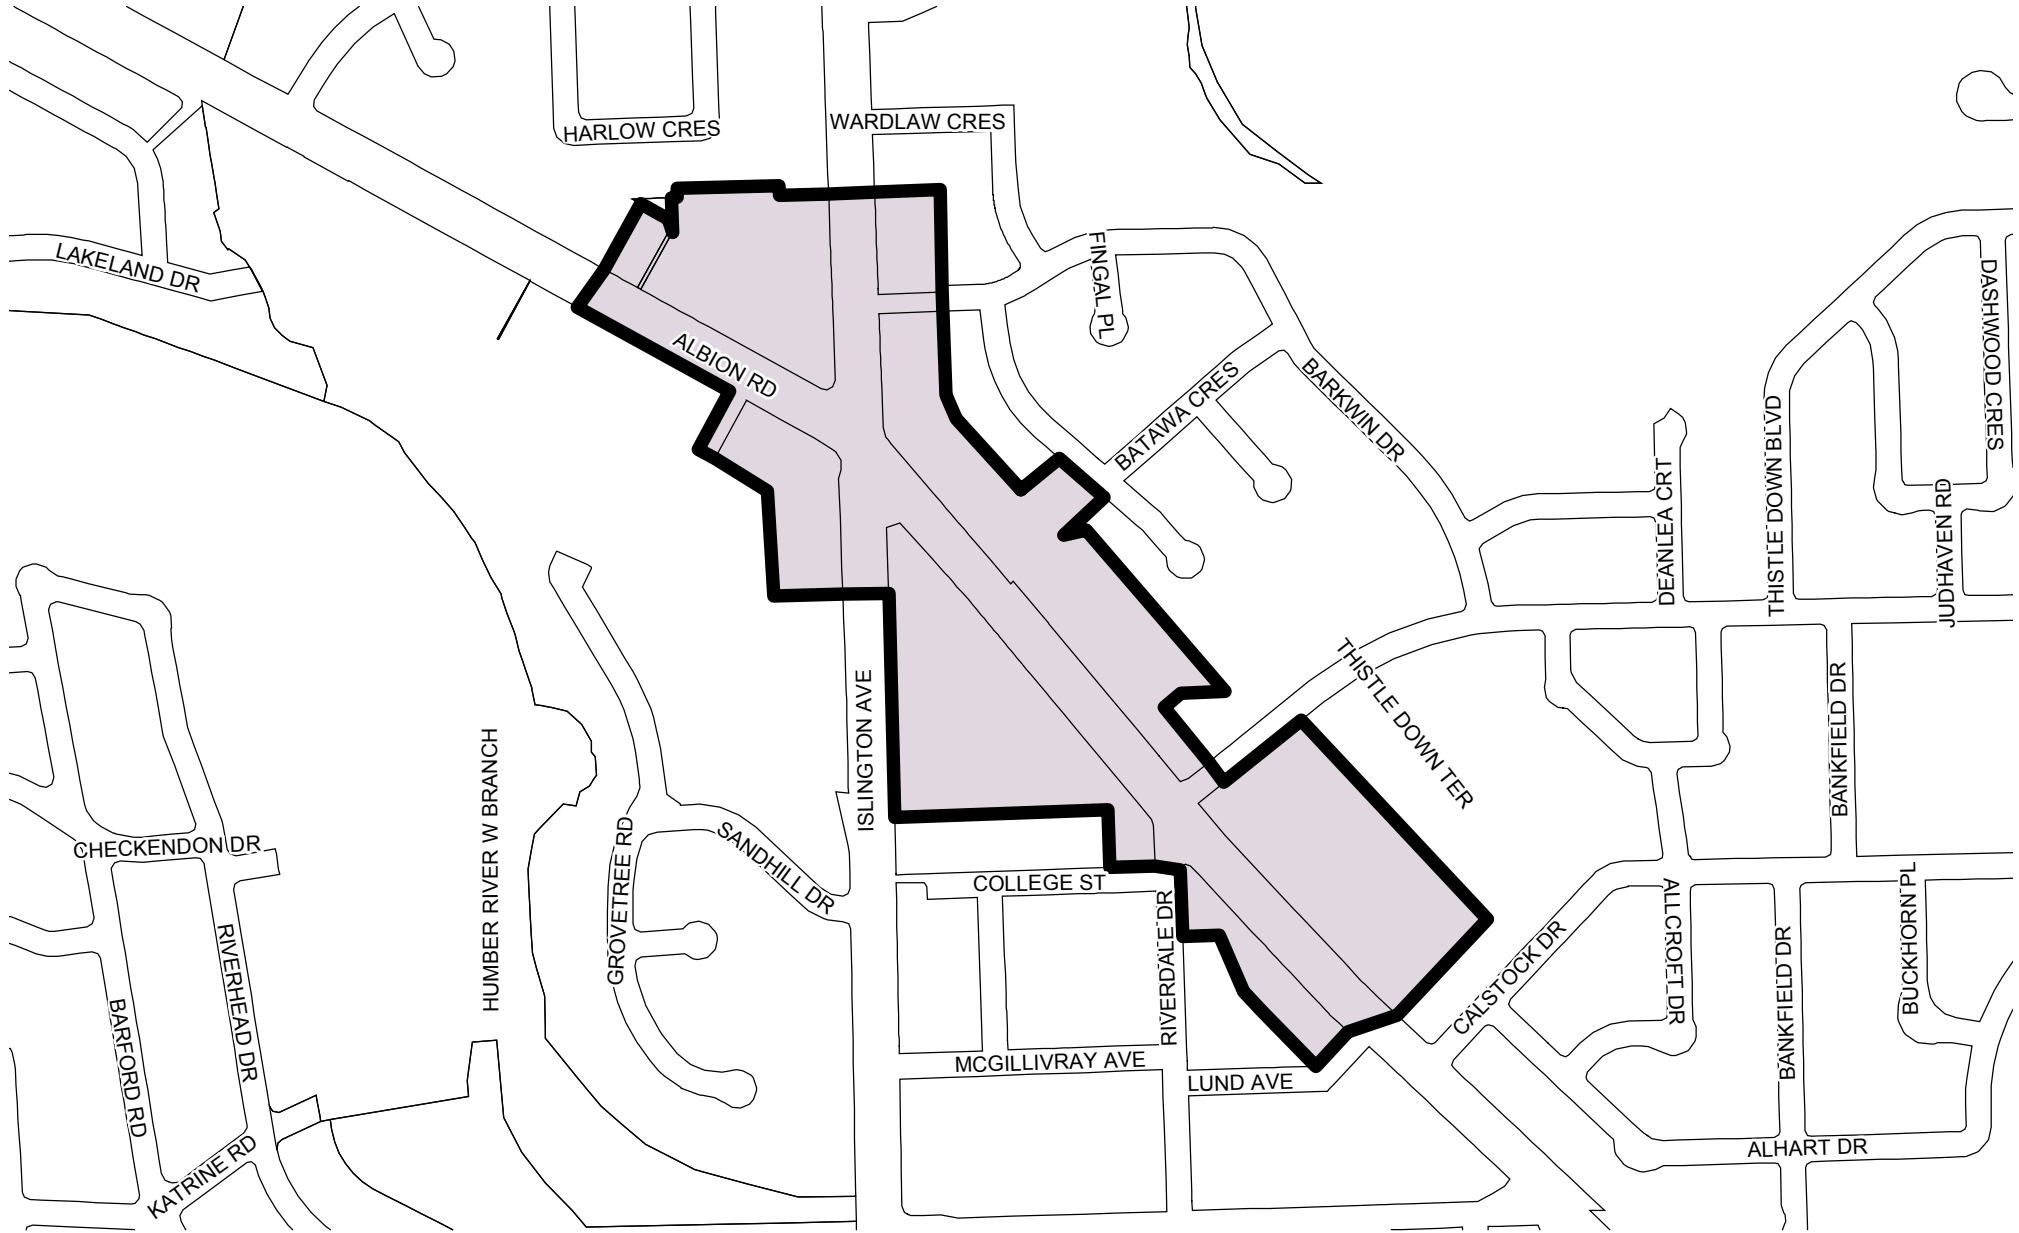 HARLOW CRES
WARDLAW CRES
LAKELAND DR
FINGAL PL
DASHWOOD CRES
ALBION RD
BATAWA CRES
BARKWIN DR
THISTLE DOWN BLVD
DEANLEA CRT
JUDHAVEN RD
THISTLE DOWN TER
ISLINGTON AVE
BANKFIELD DR
HUMBER RIVER W BRANCH
GROVETREE RD
SANDHILL DR
CHECKENDON DR
COLLEGE ST
RIVERDALE DR
ALLCROFT DR
BUCKHORN PL
CALSTOCK DR
BANKFIELD DR
RIVERHEAD DR
BARFORD RD
MCGILLIVRAY AVE
LUND AVE
KATRINE RD
ALHART DR